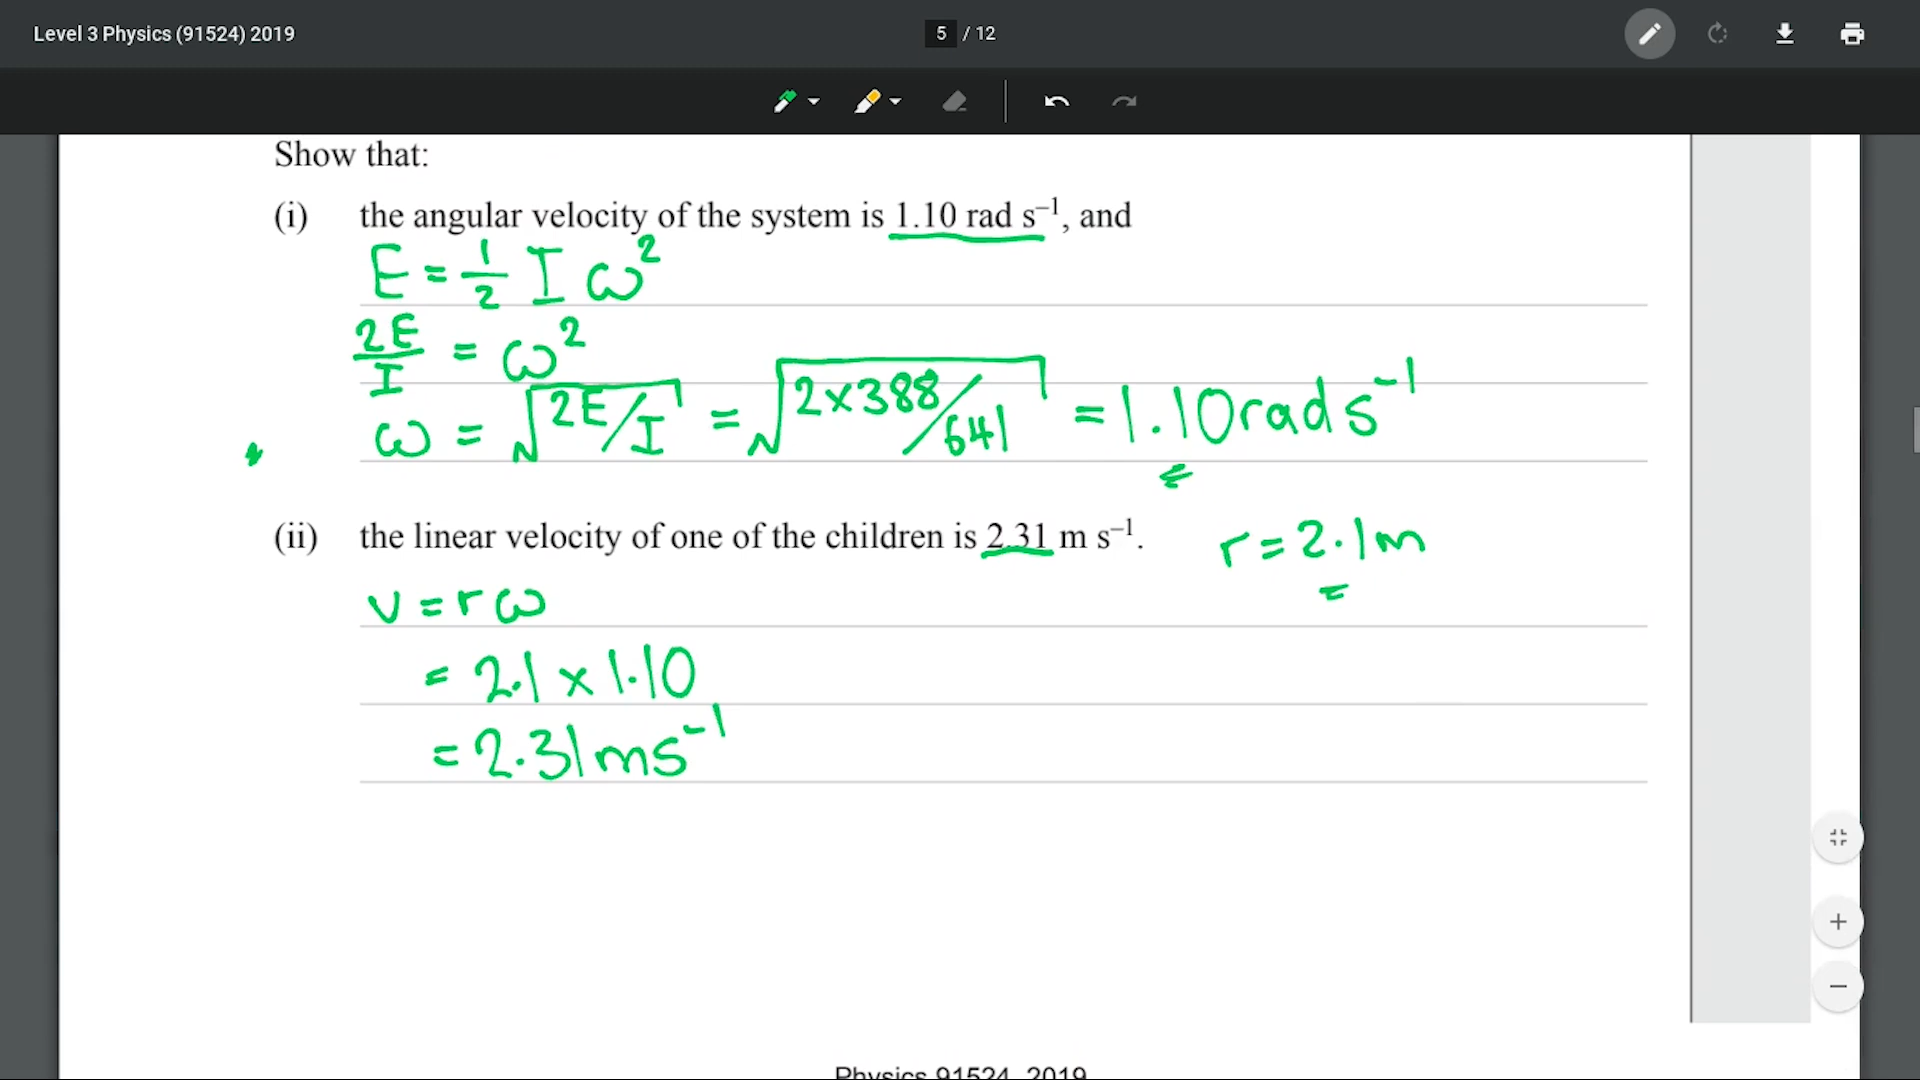 Level 3 Physics (91524) 2019
5 / 12
Show that:
(i) the angular velocity of the system is 1.10 rad s⁻¹, and
E = 1/2 I ω²
2E/I = ω²
ω = √2E/I = √2×388/641 = 1.10 rad s⁻¹
(ii) the linear velocity of one of the children is 2.31 m s⁻¹. r = 2.1m
v = rω
= 2.1 × 1.10
= 2.31 ms⁻¹
Physics 91524, 2019